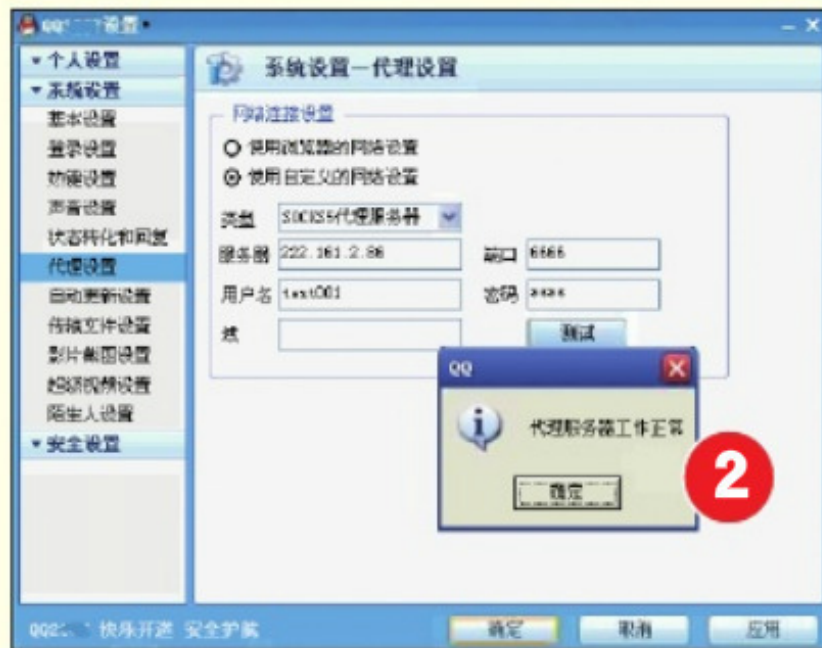 设置
个人设置
系统设置
基本设置
登录设置
功能设置
声音设置
状态转化和回复
代理设置
自动更新设置
传输文件设置
影片截图设置
超级视频设置
陌生人设置
安全设置
系统设置—代理设置
网络连接设置
使用浏览器的网络设置
使用自定义的网络设置
类型 SOCKS5代理服务器
服务器 222.161.2.86 端口 6666
用户名 test001 密码 ****
域 测试
QQ
代理服务器工作正常
确定
2
快乐开道 安全护航
确定 取消 应用